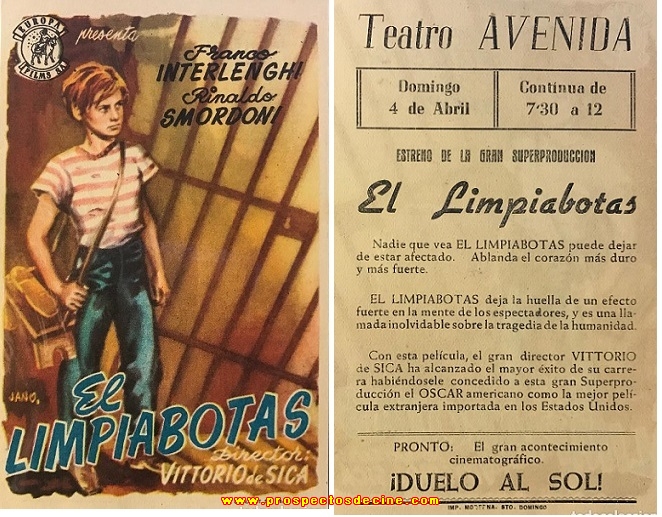 EUROPA
FILMS SA
presenta
Franco
INTERLENGHI
Rinaldo
SMORDONI
JANO.
El
LIMPIABOTAS
Director:
VITTORIO de SICA
Teatro AVENIDA
Domingo
4 de Abril
Contínua de
7'30 a 12
ESTRENO DE LA GRAN SUPERPRODUCCION
El Limpiabotas
Nadie que vea EL LIMPIABOTAS puede dejar
de estar afectado. Ablanda el corazón más duro
y más fuerte.
EL LIMPIABOTAS deja la huella de un efecto
fuerte en la mente de los espectadores, y es una lla-
mada inolvidable sobre la tragedia de la humanidad.
Con esta película, el gran director VITTORIO
de SICA ha alcanzado el mayor éxito de su carre-
ra habiéndosele concedido a esta gran Superpro-
ducción el OSCAR americano como la mejor pelí-
cula extranjera importada en los Estados Unidos.
PRONTO: El gran acontecimiento
cinematográfico.
¡DUELO AL SOL!
IMP. MODERNA. STO. DOMINGO
www.prospectosdecine.com